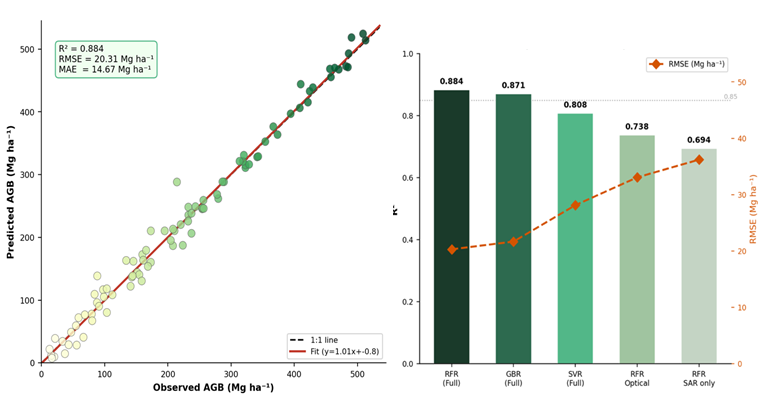 R² = 0.884
RMSE = 20.31 Mg ha⁻¹
MAE = 14.67 Mg ha⁻¹
Predicted AGB (Mg ha⁻¹)
500
400
300
200
100
0
0 100 200 300 400 500
Observed AGB (Mg ha⁻¹)
1:1 line
Fit (y=1.01x+-0.8)
1.0
0.8
0.6
0.4
0.2
0.0
RMSE (Mg ha⁻¹)
0.884
0.871
0.808
0.738
0.694
0.85
50
40
30
20
10
0
RMSE (Mg ha⁻¹)
RFR
(Full)
GBR
(Full)
SVR
(Full)
RFR
Optical
RFR
SAR only